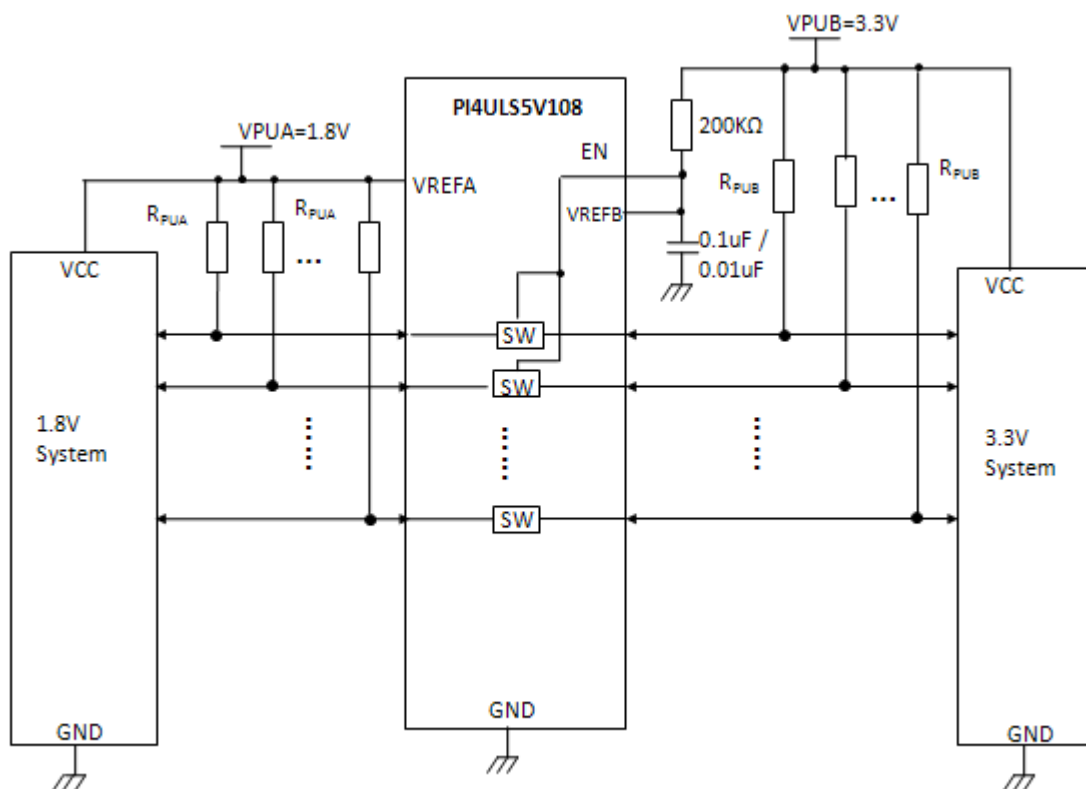 VPUB=3.3V
PI4ULS5V108
200KΩ
VPUA=1.8V
EN
VREFA
RPUB
RPUB
...
RPUA
RPUA
VREFB
...
0.1uF /
0.01uF
VCC
VCC
SW
SW
1.8V
System
3.3V
System
SW
GND
GND
GND